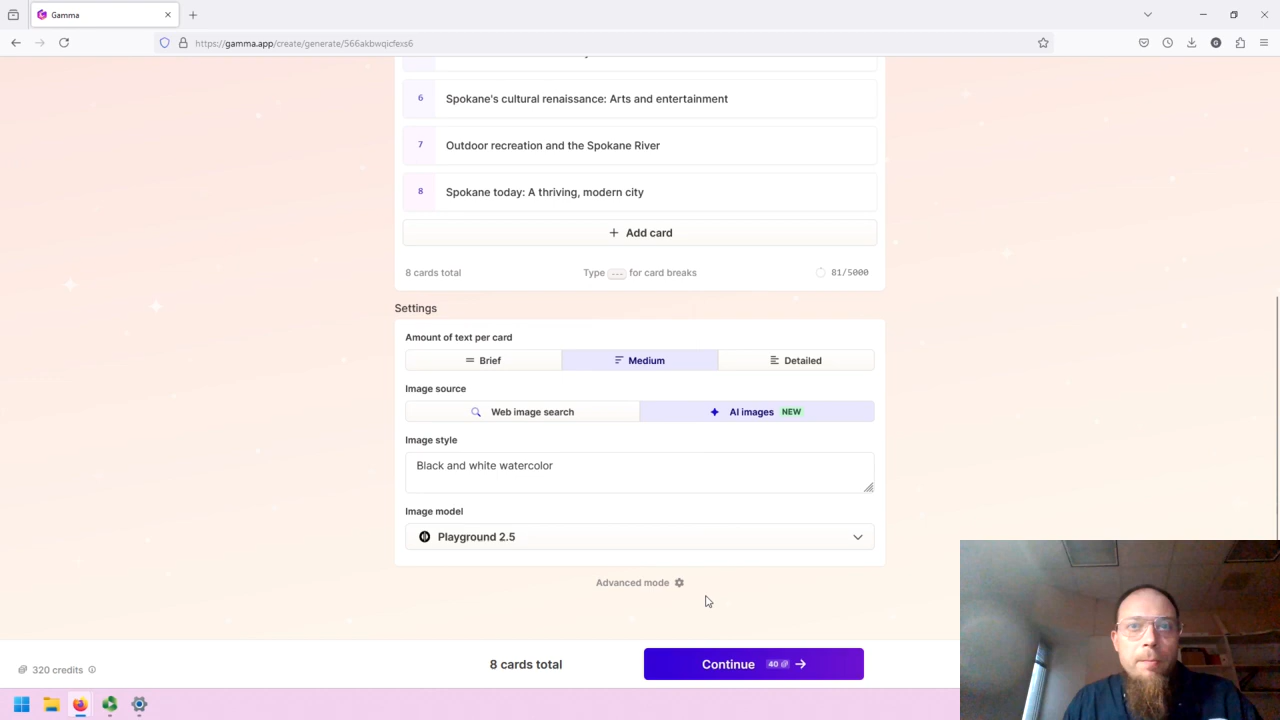 Gamma
https://gamma.app/create/generate/566akbwqicfexs6
6 Spokane's cultural renaissance: Arts and entertainment
7 Outdoor recreation and the Spokane River
8 Spokane today: A thriving, modern city
+ Add card
8 cards total Type --- for card breaks 81/5000
Settings
Amount of text per card
Brief Medium Detailed
Image source
Web image search AI images NEW
Image style
Black and white watercolor
Image model
Playground 2.5
Advanced mode
320 credits 8 cards total Continue 40